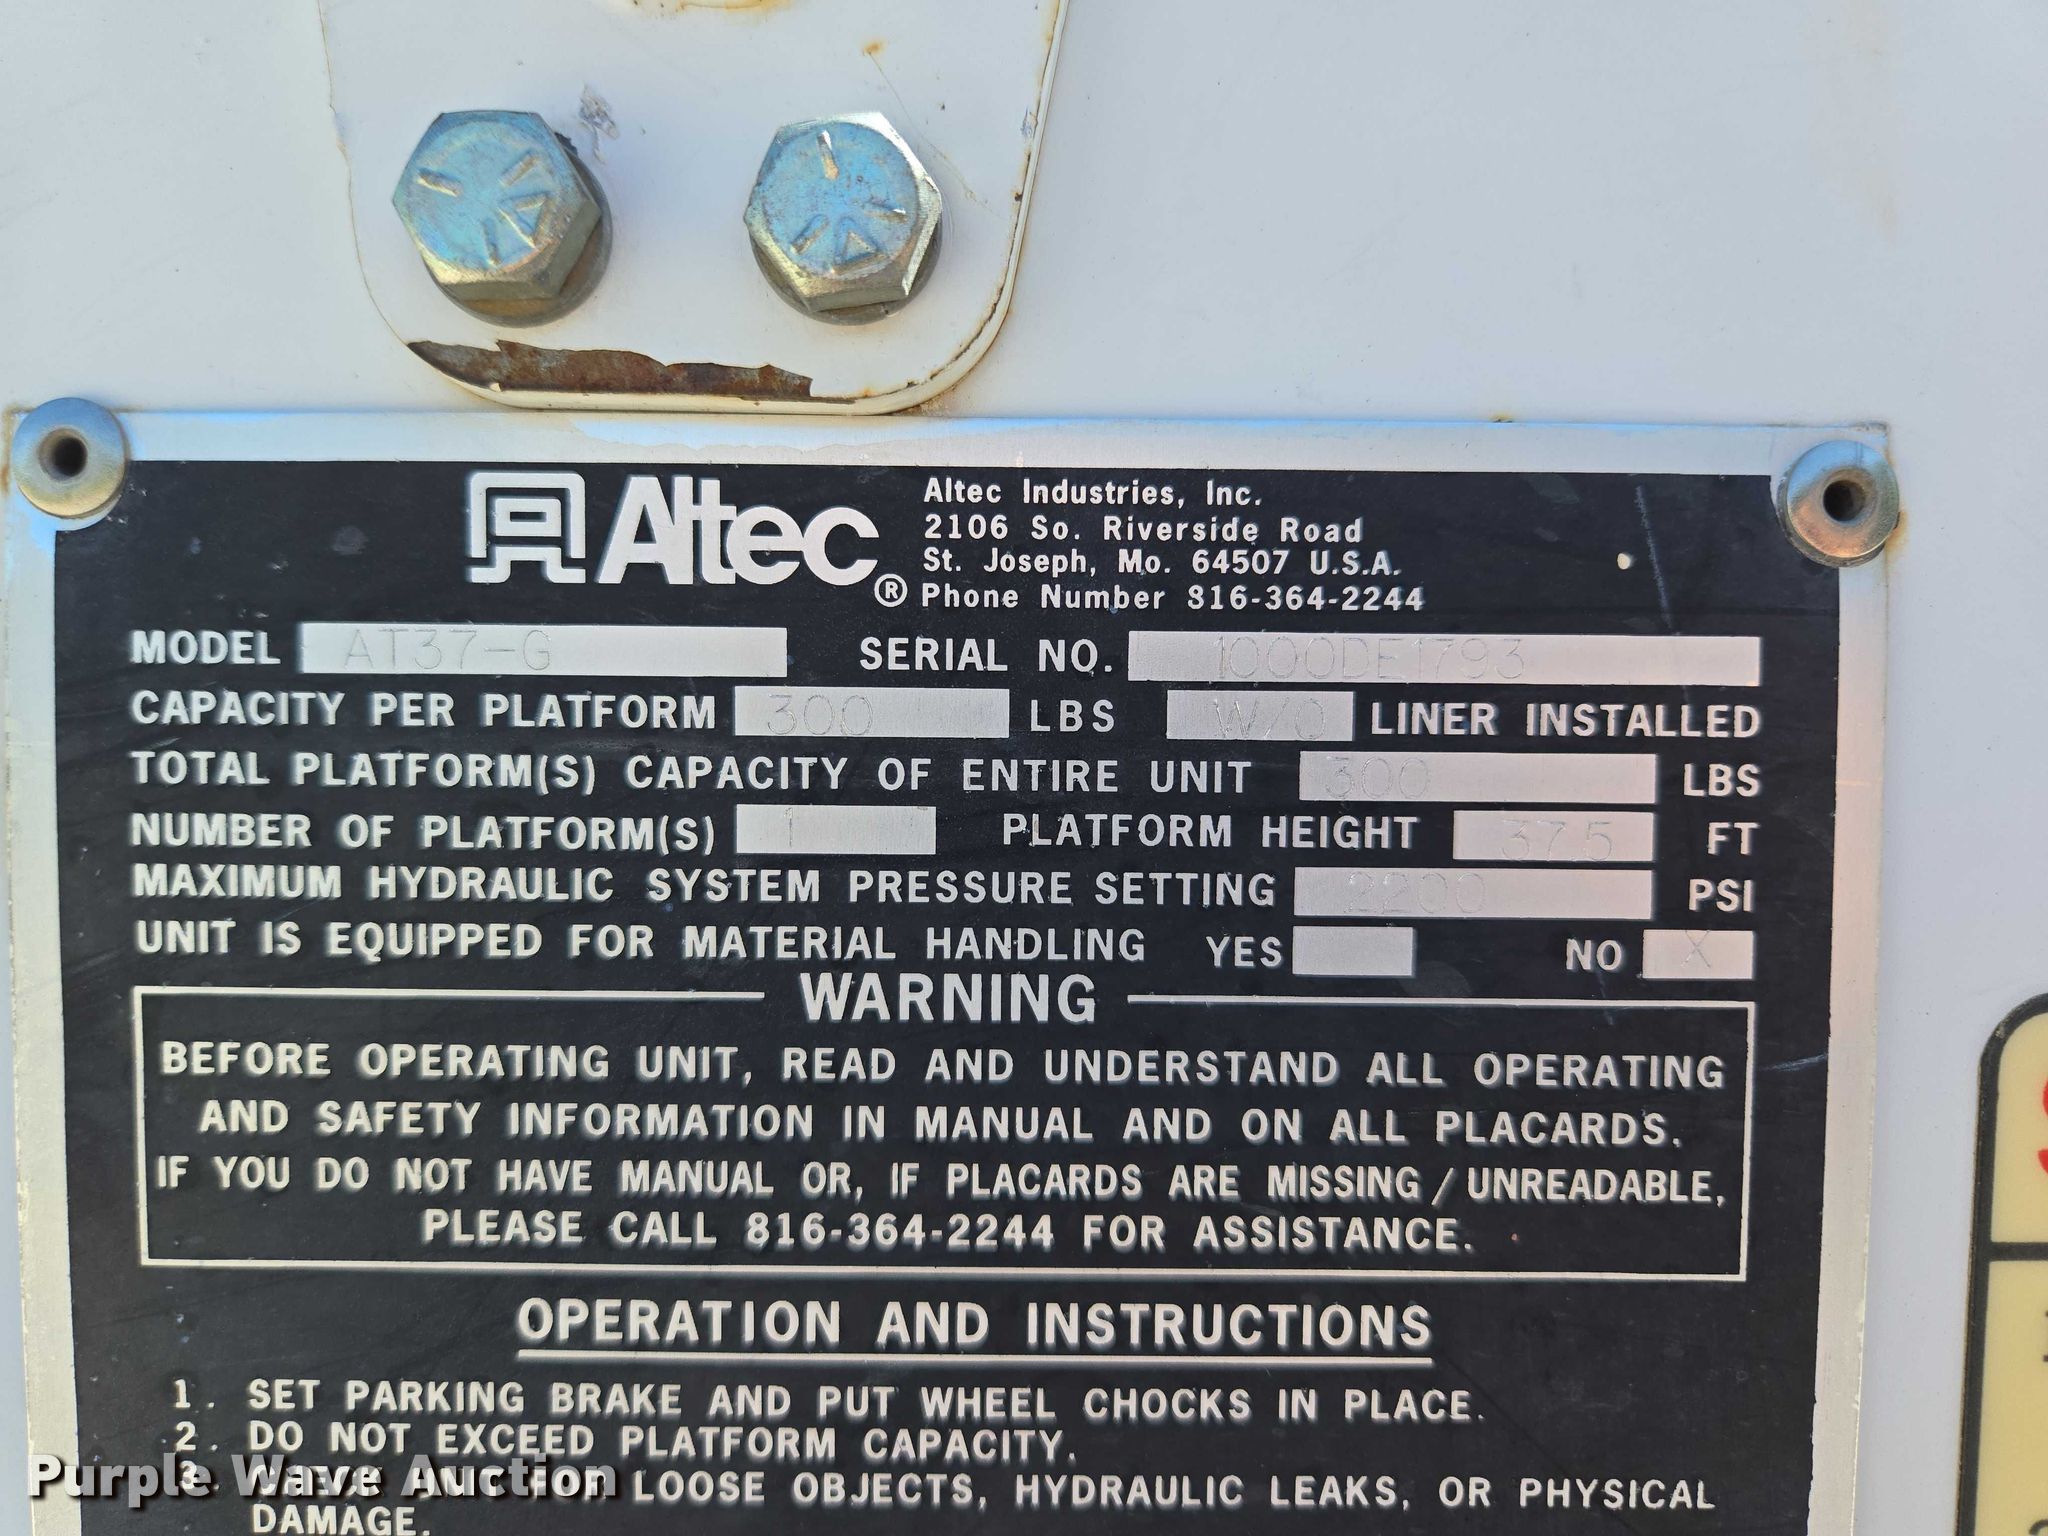 Altec
®
Altec Industries, Inc.
2106 So. Riverside Road
St. Joseph, Mo. 64507 U.S.A.
Phone Number 816-364-2244
MODEL AT37-G SERIAL NO. 1000DE1793
CAPACITY PER PLATFORM 300 LBS W/O LINER INSTALLED
TOTAL PLATFORM(S) CAPACITY OF ENTIRE UNIT 300 LBS
NUMBER OF PLATFORM(S) 1 PLATFORM HEIGHT 37.5 FT
MAXIMUM HYDRAULIC SYSTEM PRESSURE SETTING 2200 PSI
UNIT IS EQUIPPED FOR MATERIAL HANDLING YES NO X
WARNING
BEFORE OPERATING UNIT, READ AND UNDERSTAND ALL OPERATING
AND SAFETY INFORMATION IN MANUAL AND ON ALL PLACARDS.
IF YOU DO NOT HAVE MANUAL OR, IF PLACARDS ARE MISSING/UNREADABLE,
PLEASE CALL 816-364-2244 FOR ASSISTANCE.
OPERATION AND INSTRUCTIONS
1. SET PARKING BRAKE AND PUT WHEEL CHOCKS IN PLACE.
2. DO NOT EXCEED PLATFORM CAPACITY.
3. CHECK UNIT FOR LOOSE OBJECTS, HYDRAULIC LEAKS, OR PHYSICAL
DAMAGE.
Purple Wave Auction